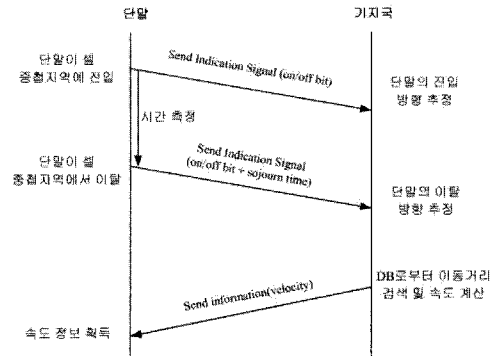 단말
기지국
단말이 셀
중첩지역에 진입
Send Indication Signal (on/off bit)
단말의 진입
방향 추정
시간 측정
단말이 셀
중첩지역에서 이탈
Send Indication Signal
(on/off bit + sojourn time)
단말의 이탈
방향 추정
DB로부터 이동거리
검색 및 속도 계산
Send information(velocity)
속도 정보 획득